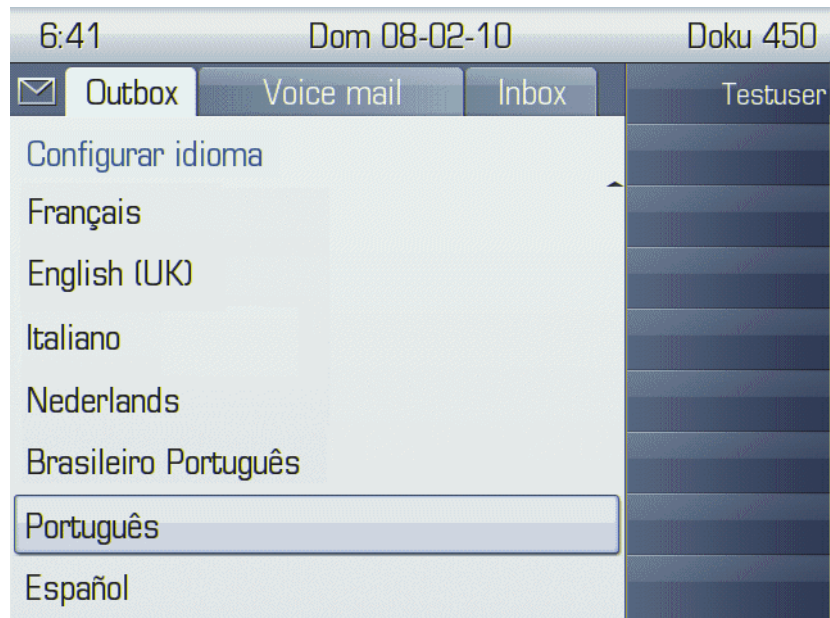 6:41 Dom 08-02-10 Doku 450
Outbox Voice mail Inbox Testuser
Configurar idioma
Français
English (UK)
Italiano
Nederlands
Brasileiro Português
Português
Español